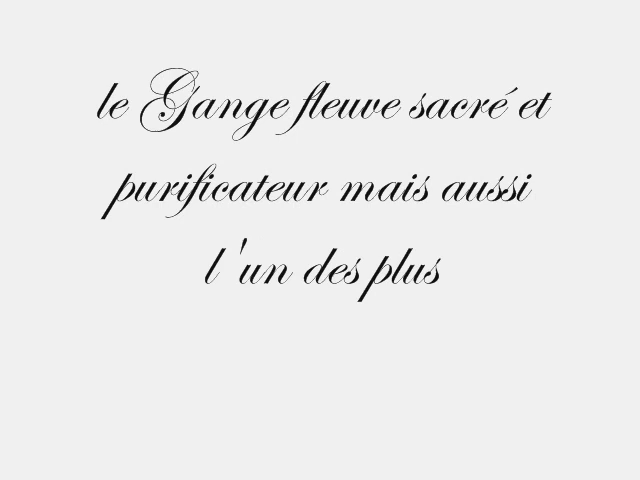 le Gange fleuve sacré et
purificateur mais aussi
l 'un des plus